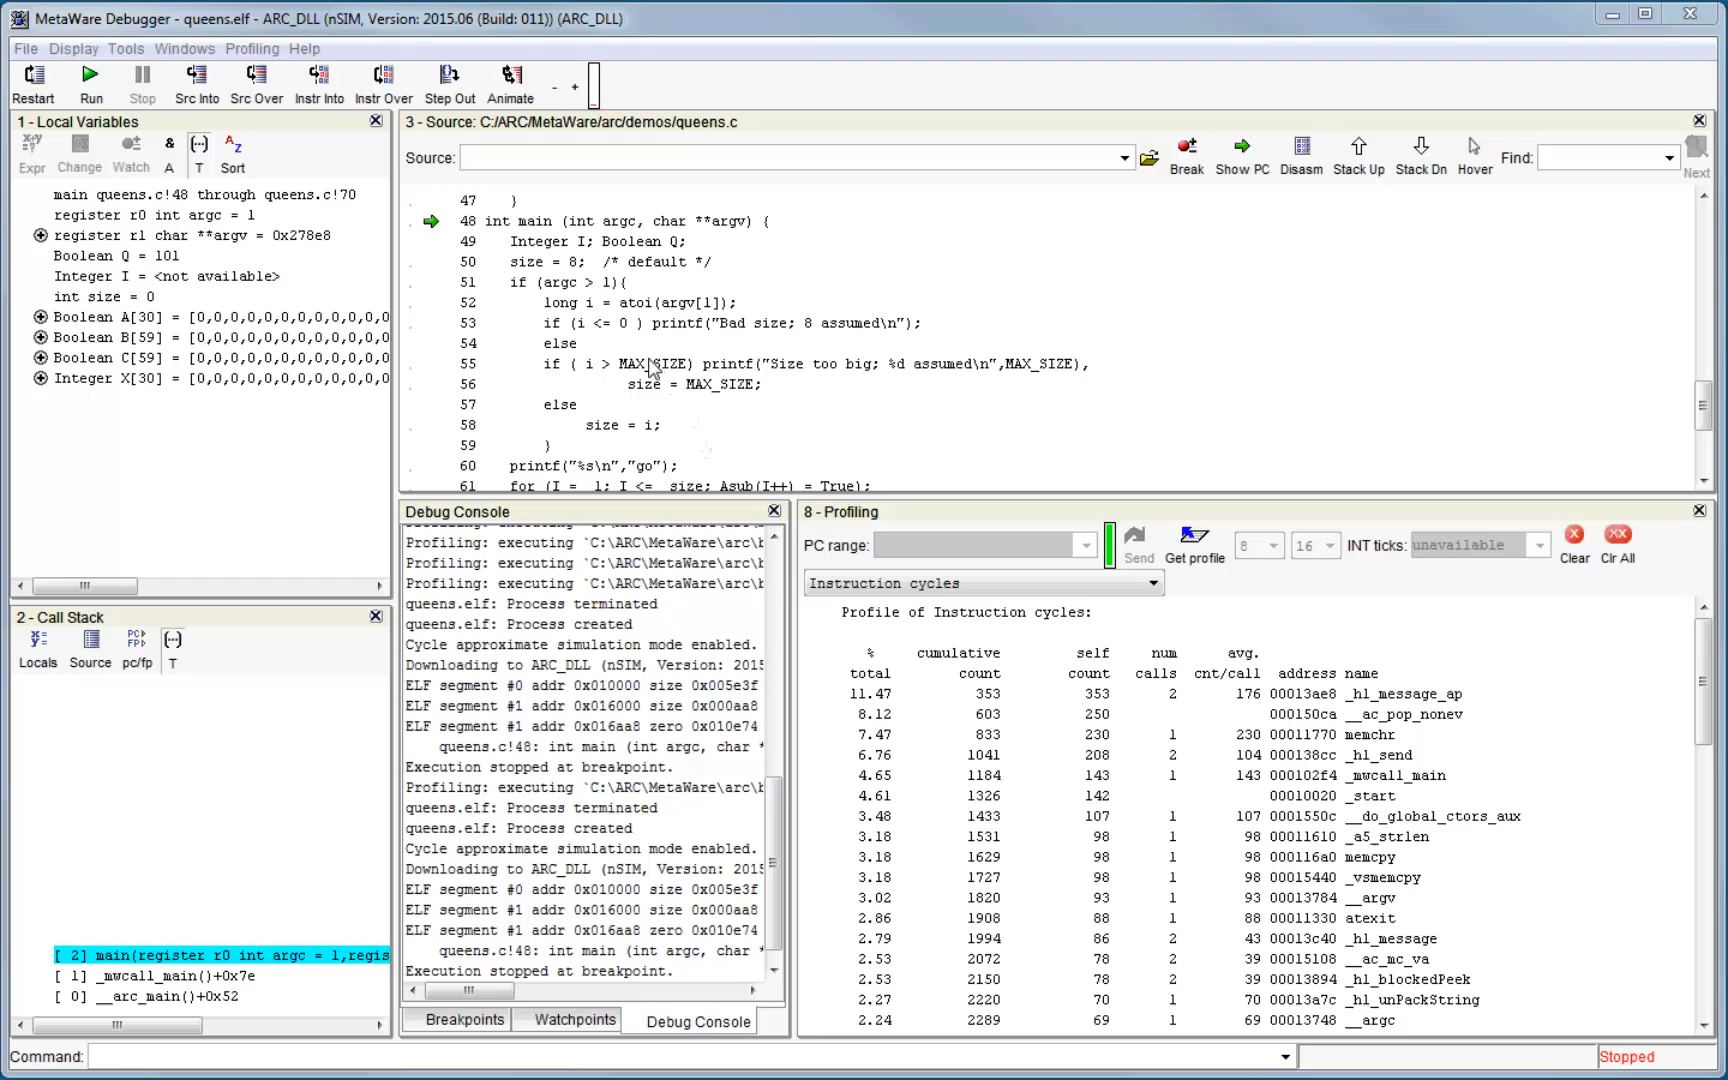 MetaWare Debugger - queens.elf - ARC_DLL (nSIM, Version: 2015.06 (Build: 011)) (ARC_DLL)
File Display Tools Windows Profiling Help
Restart Run Stop Src Into Src Over Instr Into Instr Over Step Out Animate - +
1 - Local Variables
Expr Change Watch & A T Sort
main queens.c!48 through queens.c!70
register r0 int argc = 1
register r1 char **argv = 0x278e8
Boolean Q = 101
Integer I = <not available>
int size = 0
Boolean A[30] = [0,0,0,0,0,0,0,0,0,0,0,0,0
Boolean B[59] = [0,0,0,0,0,0,0,0,0,0,0,0,0
Boolean C[59] = [0,0,0,0,0,0,0,0,0,0,0,0,0
Integer X[30] = [0,0,0,0,0,0,0,0,0,0,0,0,0
2 - Call Stack
Locals Source pc/fp T
[ 2] main(register r0 int argc = 1,regis
[ 1] _mwcall_main()+0x7e
[ 0] __arc_main()+0x52
3 - Source: C:/ARC/MetaWare/arc/demos/queens.c
Source: Break Show PC Disasm Stack Up Stack Dn Hover Find: Next
47 }
48 int main (int argc, char **argv) {
49 Integer I; Boolean Q;
50 size = 8; /* default */
51 if (argc > 1){
52 long i = atoi(argv[1]);
53 if (i <= 0 ) printf("Bad size; 8 assumed\n");
54 else
55 if ( i > MAX_SIZE) printf("Size too big; %d assumed\n",MAX_SIZE),
56 size = MAX_SIZE;
57 else
58 size = i;
59 }
60 printf("%s\n","go");
61 for (I = 1; I <= size; Asub(I++) = True);
Debug Console
Profiling: executing `C:\ARC\MetaWare\arc\b
Profiling: executing `C:\ARC\MetaWare\arc\b
Profiling: executing `C:\ARC\MetaWare\arc\b
Profiling: executing `C:\ARC\MetaWare\arc\b
queens.elf: Process terminated
queens.elf: Process created
Cycle approximate simulation mode enabled.
Downloading to ARC_DLL (nSIM, Version: 2015
ELF segment #0 addr 0x010000 size 0x005e3f
ELF segment #1 addr 0x016000 size 0x000aa8
ELF segment #1 addr 0x016aa8 zero 0x010e74
queens.c!48: int main (int argc, char *
Execution stopped at breakpoint.
Profiling: executing `C:\ARC\MetaWare\arc\b
queens.elf: Process terminated
queens.elf: Process created
Cycle approximate simulation mode enabled.
Downloading to ARC_DLL (nSIM, Version: 2015
ELF segment #0 addr 0x010000 size 0x005e3f
ELF segment #1 addr 0x016000 size 0x000aa8
ELF segment #1 addr 0x016aa8 zero 0x010e74
queens.c!48: int main (int argc, char *
Execution stopped at breakpoint.
Breakpoints Watchpoints Debug Console
8 - Profiling
PC range: Send Get profile 8 16 INT ticks: unavailable Clear Clr All
Instruction cycles
Profile of Instruction cycles:
% cumulative self num avg.
total count count calls cnt/call address name
11.47 353 353 2 176 00013ae8 _hl_message_ap
8.12 603 250 000150ca __ac_pop_nonev
7.47 833 230 1 230 00011770 memchr
6.76 1041 208 2 104 000138cc _hl_send
4.65 1184 143 1 143 000102f4 _mwcall_main
4.61 1326 142 00010020 _start
3.48 1433 107 1 107 0001550c __do_global_ctors_aux
3.18 1531 98 1 98 00011610 _a5_strlen
3.18 1629 98 1 98 000116a0 memcpy
3.18 1727 98 1 98 00015440 _vsmemcpy
3.02 1820 93 1 93 00013784 __argv
2.86 1908 88 1 88 00011330 atexit
2.79 1994 86 2 43 00013c40 _hl_message
2.53 2072 78 2 39 00015108 __ac_mc_va
2.53 2150 78 2 39 00013894 _hl_blockedPeek
2.27 2220 70 1 70 00013a7c _hl_unPackString
2.24 2289 69 1 69 00013748 __argc
Command: Stopped